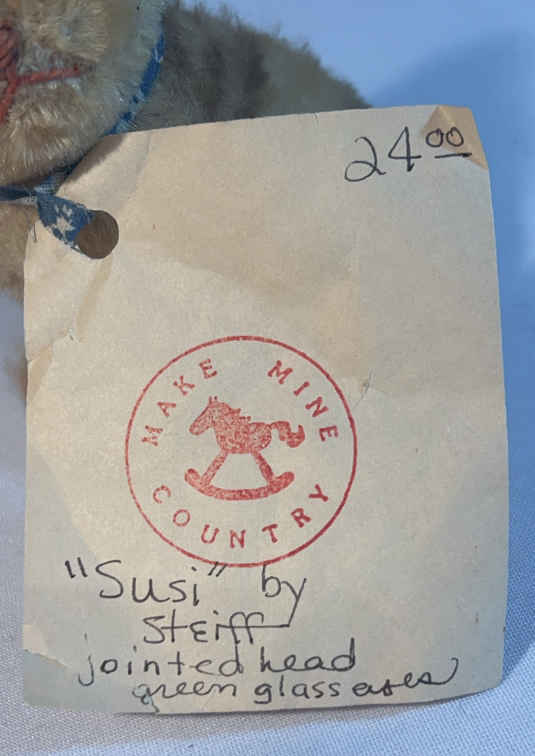 24.00
MAKE MINE
COUNTRY
"Susi" by
Steiff
jointed head
green glass eyes